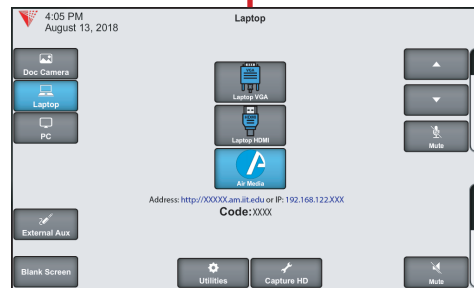 4:05 PM
August 13, 2018
Laptop
Doc Camera
Laptop
PC
VGA
Laptop VGA
HDMI
Laptop HDMI
Air Media
Mute
Address: http://XXXXX.am.iit.edu or IP: 192.168.122.XXX
Code: XXXX
External Aux
Blank Screen
Utilities
Capture HD
Mute